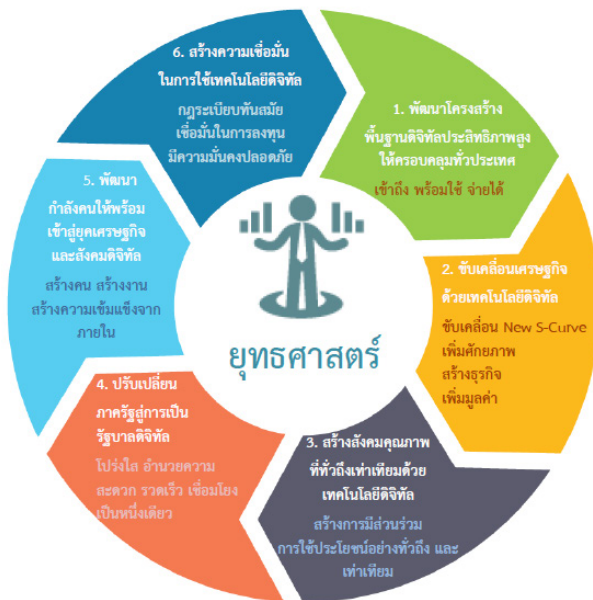 ยุทธศาสตร์
1. พัฒนาโครงสร้าง
พื้นฐานดิจิทัลประสิทธิภาพสูง
ให้ครอบคลุมทั่วประเทศ
เข้าถึง พร้อมใช้ จ่ายได้
2. ขับเคลื่อนเศรษฐกิจ
ด้วยเทคโนโลยีดิจิทัล
ขับเคลื่อน New S-Curve
เพิ่มศักยภาพ
สร้างธุรกิจ
เพิ่มมูลค่า
3. สร้างสังคมคุณภาพ
ที่ทั่วถึงเท่าเทียมด้วย
เทคโนโลยีดิจิทัล
สร้างการมีส่วนร่วม
การใช้ประโยชน์อย่างทั่วถึง และ
เท่าเทียม
4. ปรับเปลี่ยน
ภาครัฐสู่การเป็น
รัฐบาลดิจิทัล
โปร่งใส อำนวยความ
สะดวก รวดเร็ว เชื่อมโยง
เป็นหนึ่งเดียว
5. พัฒนา
กำลังคนให้พร้อม
เข้าสู่ยุคเศรษฐกิจ
และสังคมดิจิทัล
สร้างคน สร้างงาน
สร้างความเข้มแข็งจาก
ภายใน
6. สร้างความเชื่อมั่น
ในการใช้เทคโนโลยีดิจิทัล
กฎระเบียบทันสมัย
เชื่อมั่นในการลงทุน
มีความมั่นคงปลอดภัย